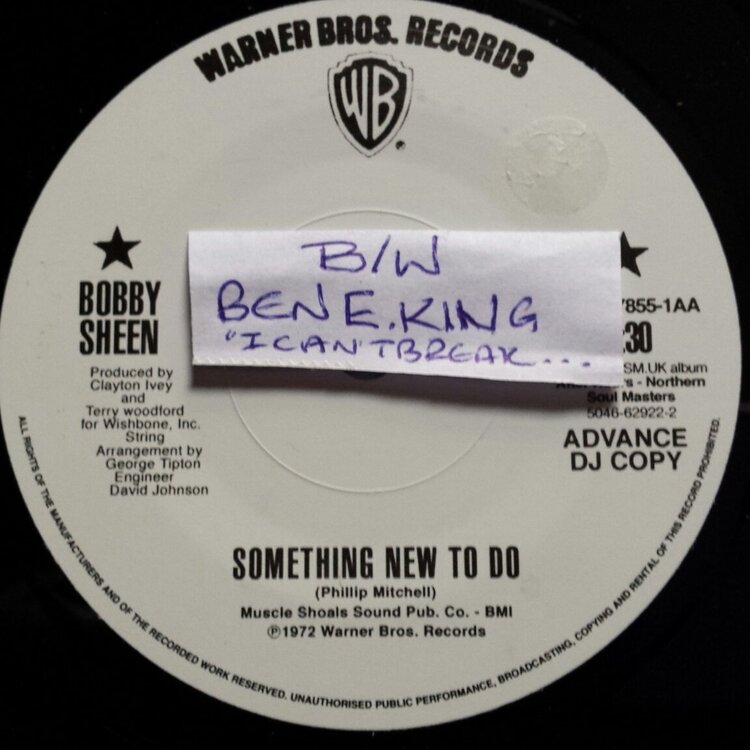 WARNER BROS. RECORDS
WB
B/W
BEN E. KING
"I CAN'T BREAK...
BOBBY
SHEEN
Produced by
Clayton Ivey
and
Terry woodford
for Wishbone, Inc.
String
Arrangement by
George Tipton
Engineer
David Johnson
7855-1AA
:30
SM.UK album
s - Northern
Soul Masters
5046-62922-2
ADVANCE
DJ COPY
SOMETHING NEW TO DO
(Phillip Mitchell)
Muscle Shoals Sound Pub. Co. - BMI
℗1972 Warner Bros. Records
ALL RIGHTS OF THE MANUFACTURERS AND OF THE RECORDED WORK RESERVED. UNAUTHORISED PUBLIC PERFORMANCE, BROADCASTING, COPYING AND RENTAL OF THIS RECORD PROHIBITED.